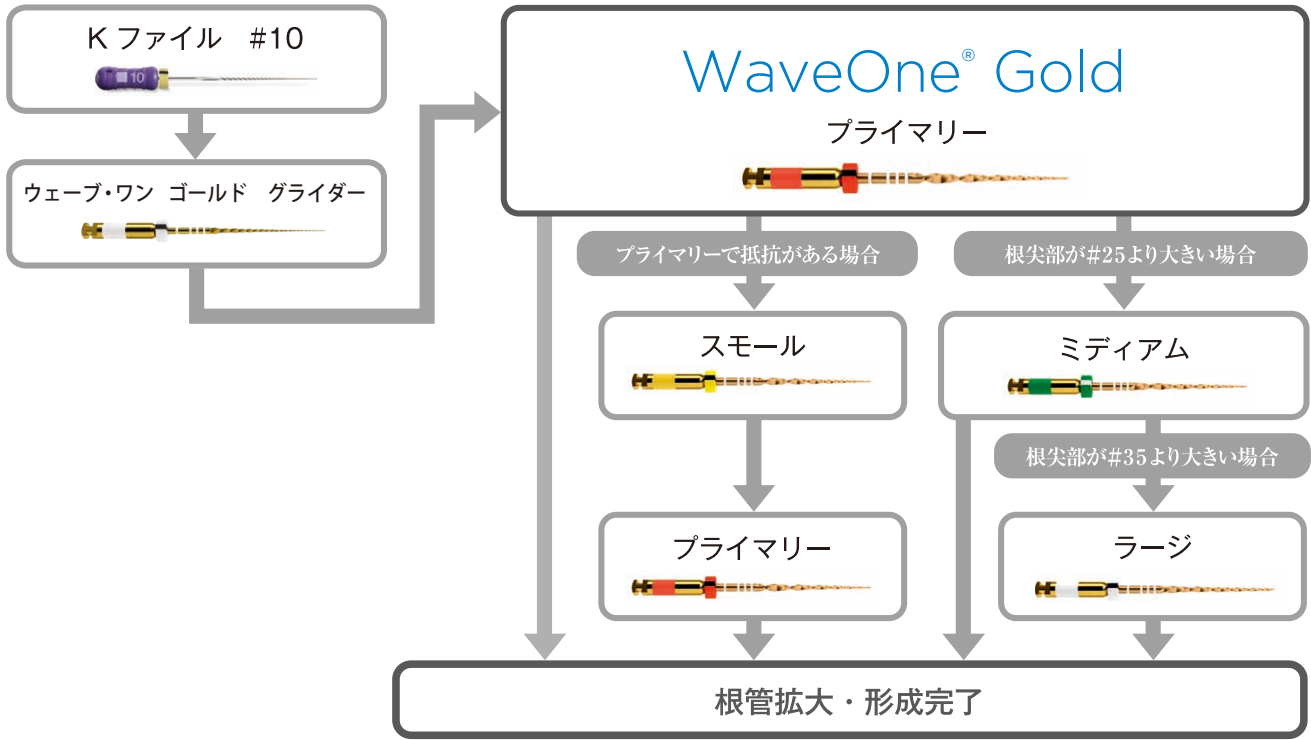 K ファイル #10
10
ウェーブ・ワン ゴールド グライダー
WaveOne® Gold
プライマリー
プライマリーで抵抗がある場合
根尖部が#25より大きい場合
スモール
ミディアム
根尖部が#35より大きい場合
プライマリー
ラージ
根管拡大・形成完了